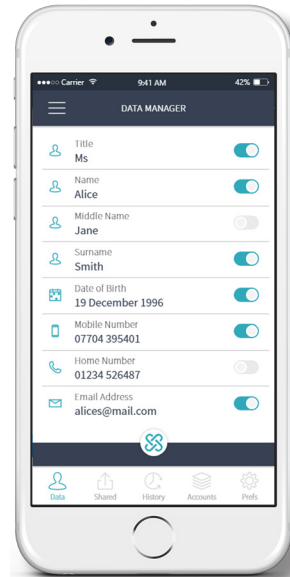 Carrier 9:41 AM 42%
DATA MANAGER
Title
Ms
Name
Alice
Middle Name
Jane
Surname
Smith
Date of Birth
19 December 1996
Mobile Number
07704 395401
Home Number
01234 526487
Email Address
alices@mail.com
Data Shared History Accounts Prefs